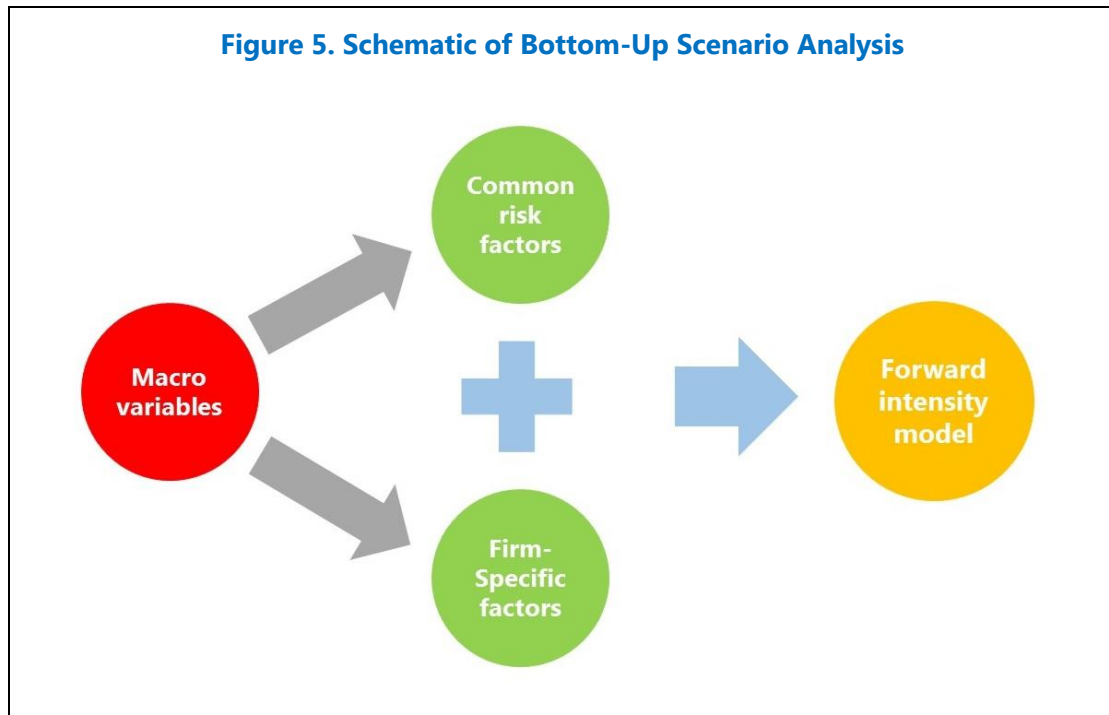 Figure 5. Schematic of Bottom-Up Scenario Analysis
Common
risk
factors
Macro
variables
Forward
intensity
model
Firm-
Specific
factors